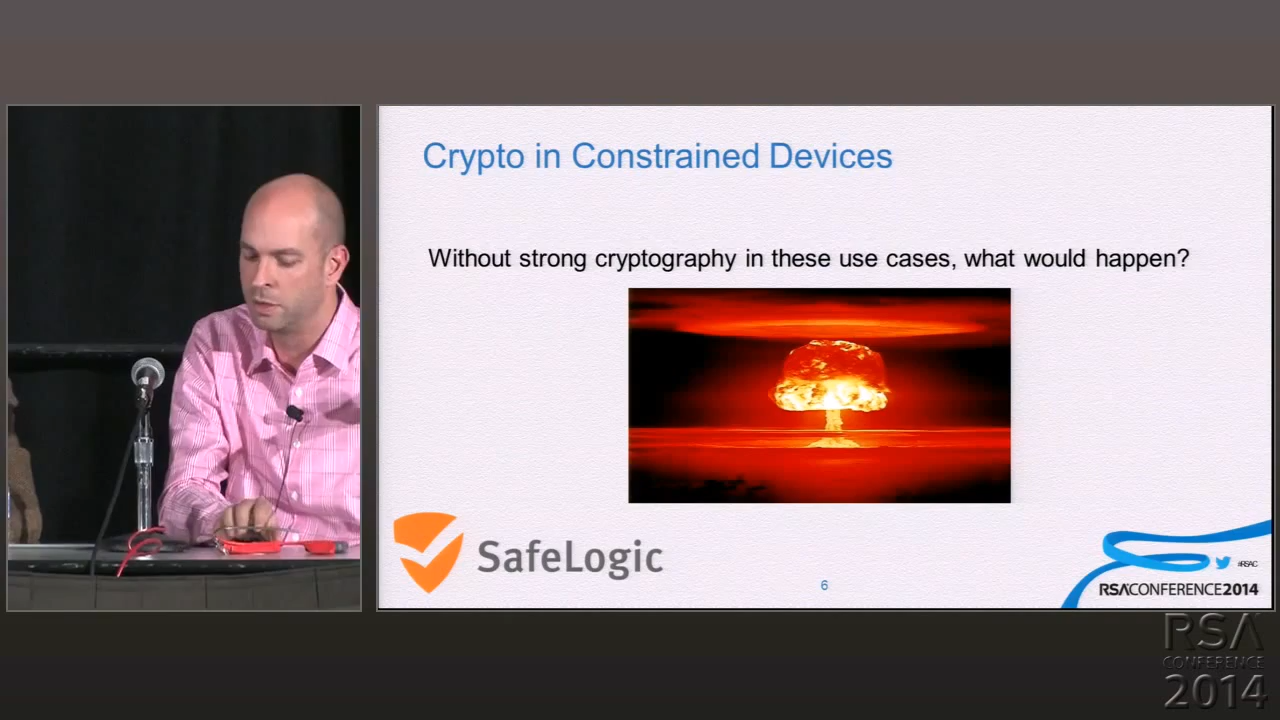 Crypto in Constrained Devices
Without strong cryptography in these use cases, what would happen?
SafeLogic
6
#RSAC
RSACONFERENCE2014
RSA
CONFERENCE
2014